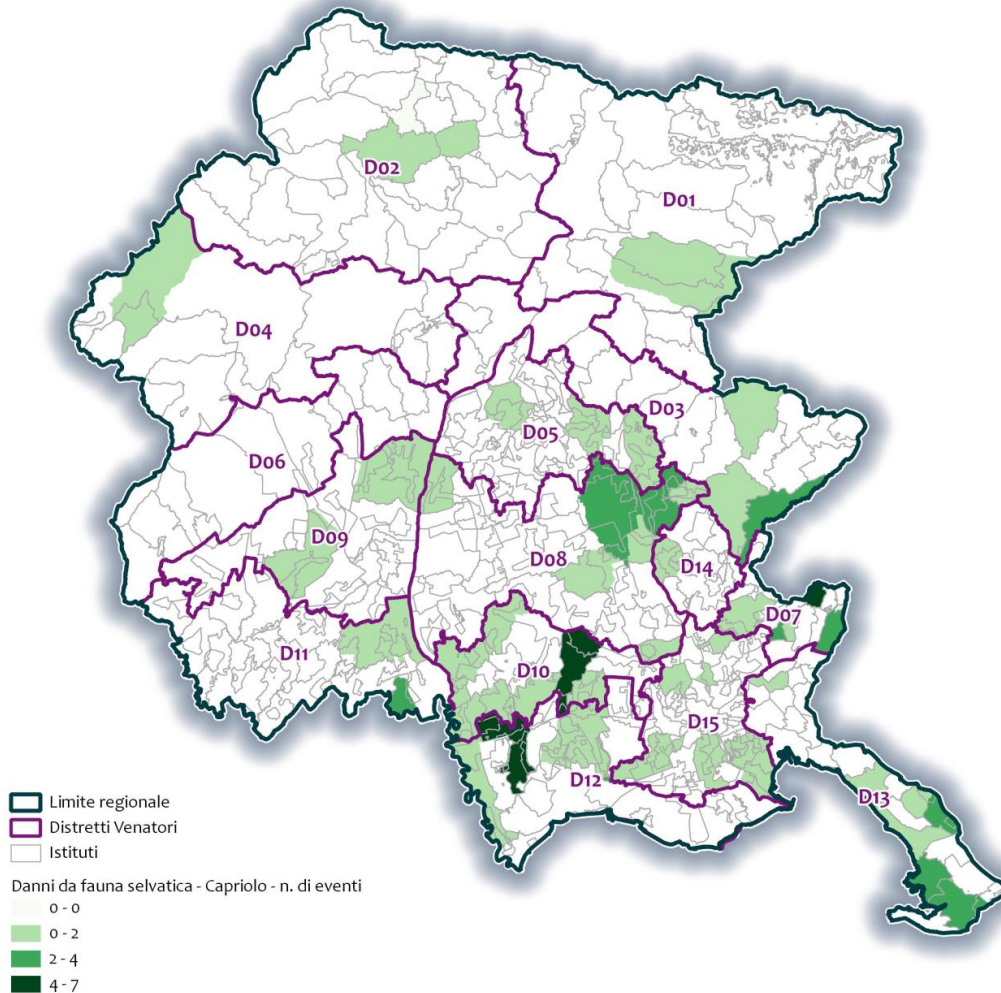 D02
D01
D04
D03
D05
D06
D09
D08
D14
D07
D11
D10
D15
D12
D13
Limite regionale
Distretti Venatori
Istituti
Danni da fauna selvatica - Capriolo - n. di eventi
0 - 0
0 - 2
2 - 4
4 - 7